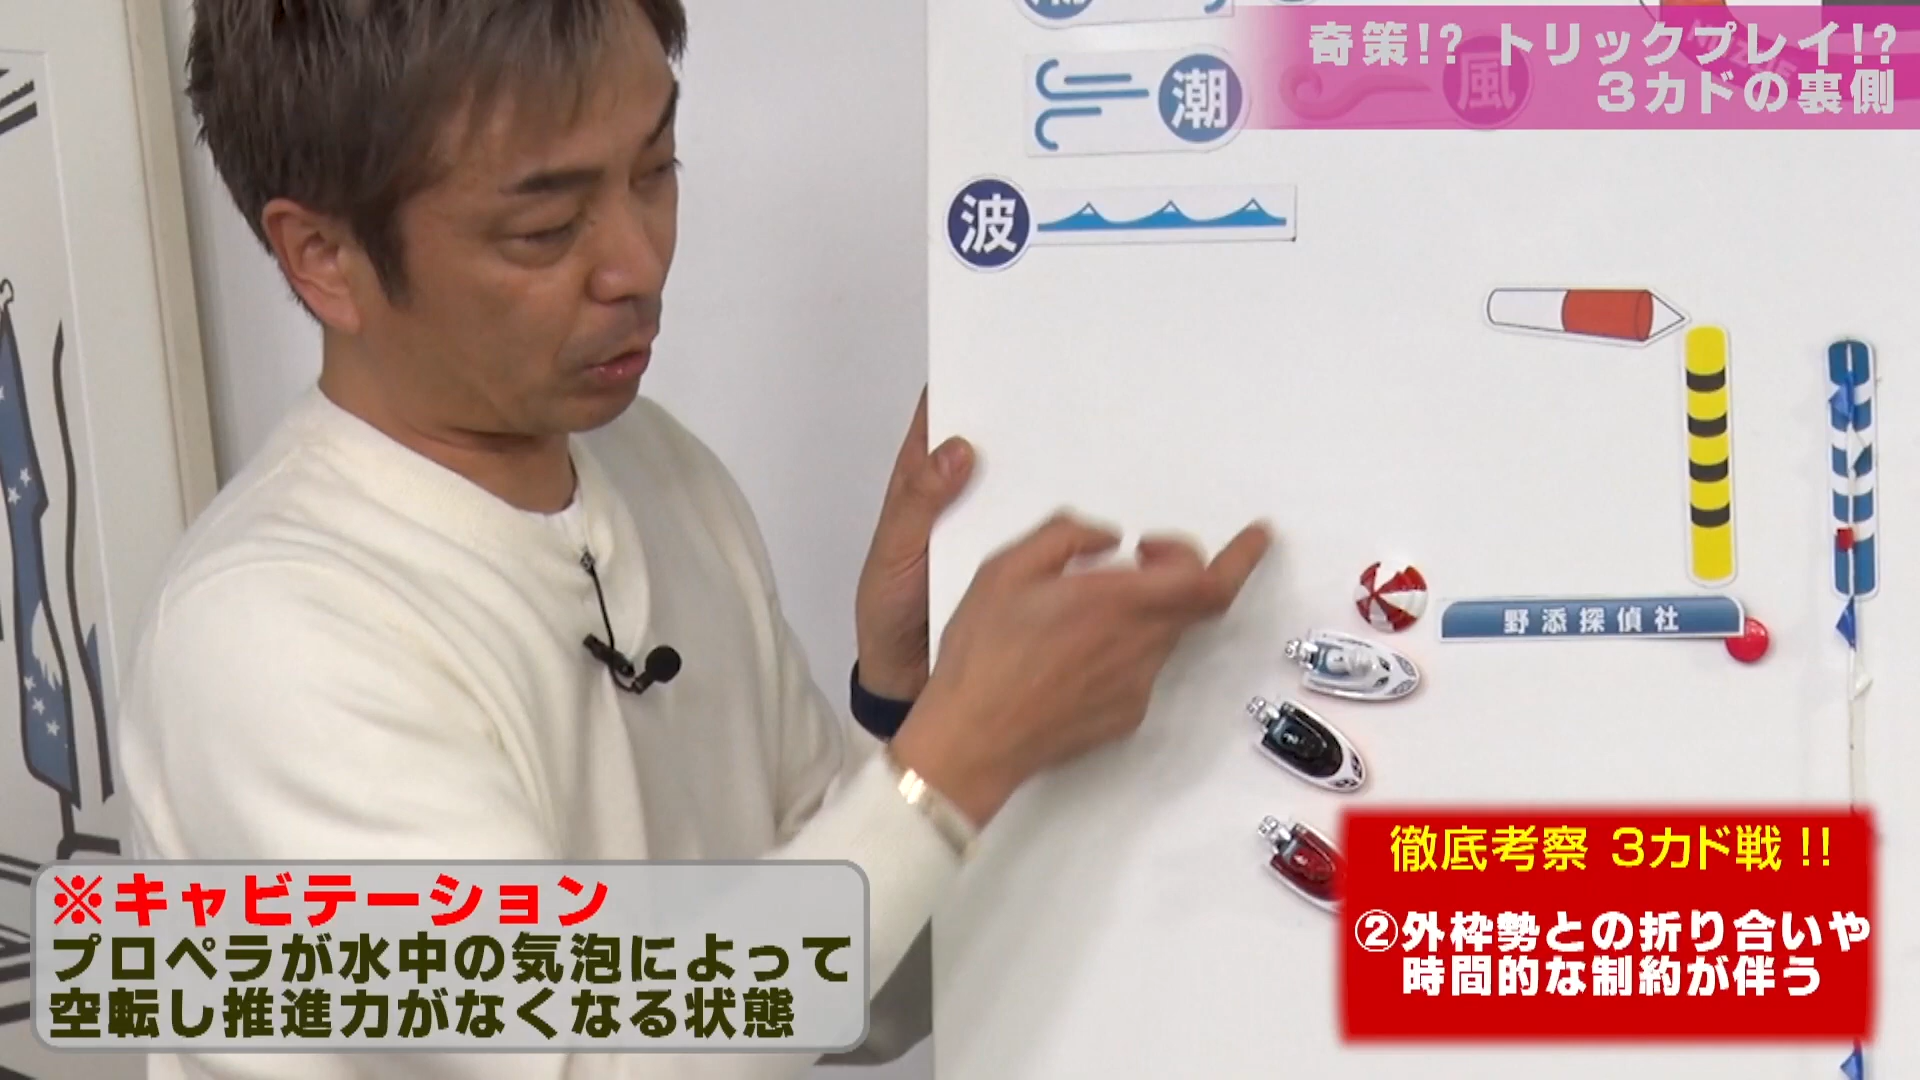 奇策!? トリックプレイ!?
3カドの裏側
潮
風
波
野添探偵社
徹底考察 3カド戦!!
②外枠勢との折り合いや
時間的な制約が伴う
※キャビテーション
プロペラが水中の気泡によって
空転し推進力がなくなる状態